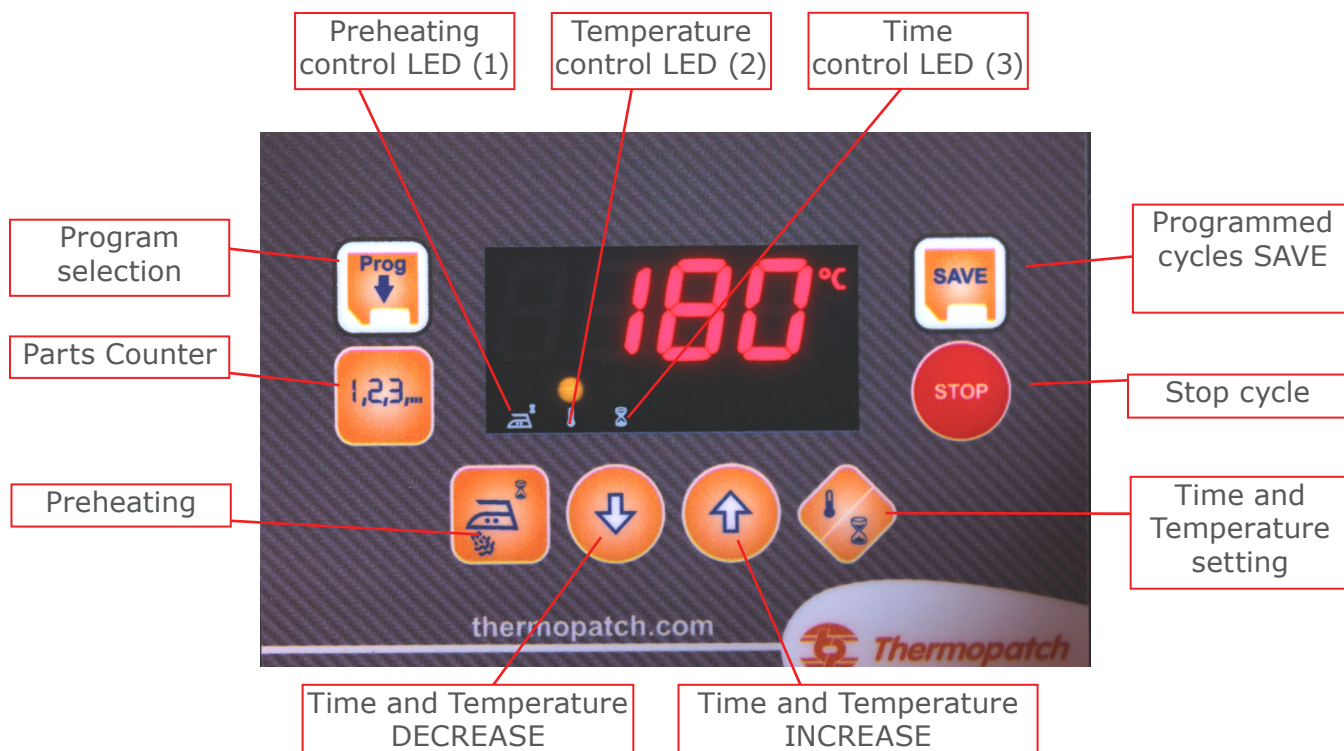 Preheating
control LED (1)
Temperature
control LED (2)
Time
control LED (3)
Program
selection
Prog
180 °C
SAVE
Programmed
cycles SAVE
Parts Counter
1,2,3,...
STOP
Stop cycle
Preheating
Time and
Temperature
setting
thermopatch.com
Thermopatch
Time and Temperature
DECREASE
Time and Temperature
INCREASE